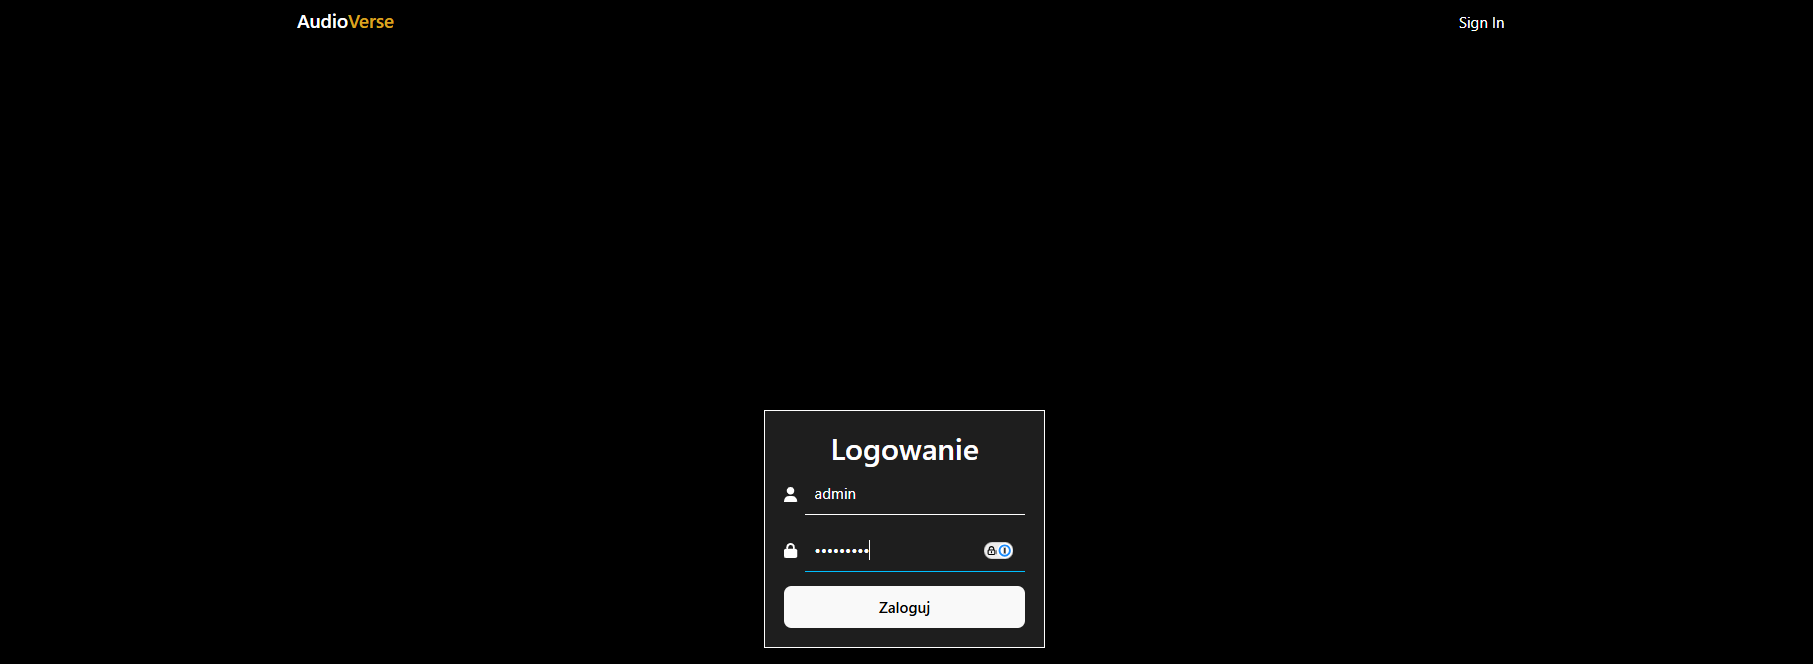 AudioVerse
Sign In
Logowanie
admin
•••••••••
Zaloguj